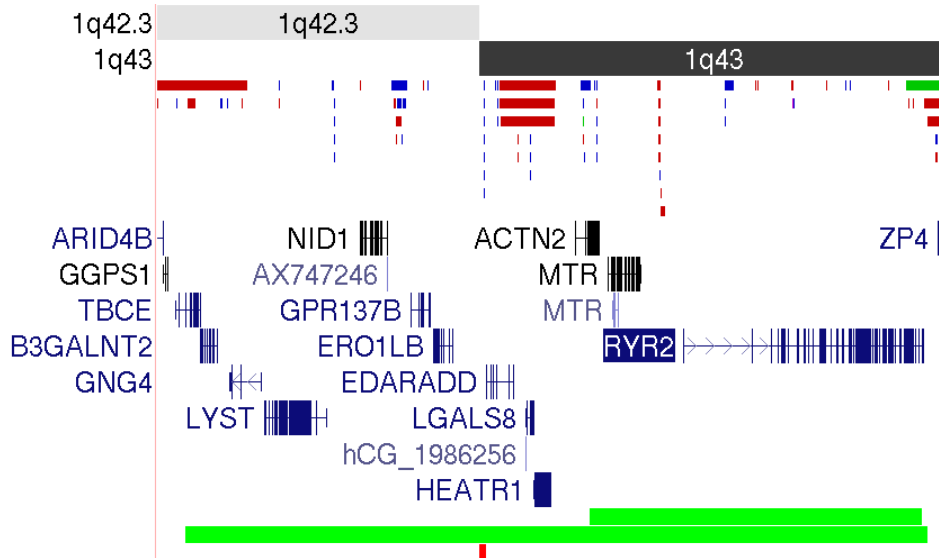 1q42.3 1q42.3
1q43 1q43
ARID4B NID1 ACTN2 ZP4
GGPS1 AX747246 MTR
TBCE GPR137B MTR
B3GALNT2 ERO1LB RYR2
GNG4 EDARADD
LYST LGALS8
hCG_1986256
HEATR1